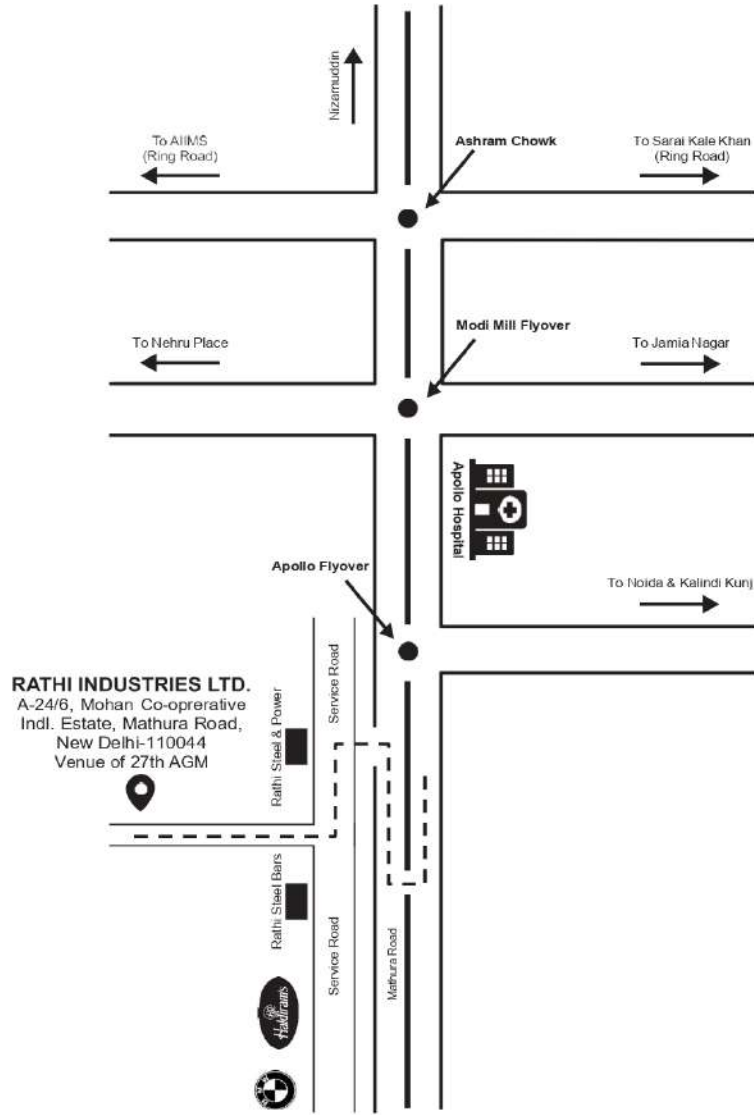 Nizamuddin
To AIIMS
(Ring Road)
Ashram Chowk
To Sarai Kale Khan
(Ring Road)
To Nehru Place
Modi Mill Flyover
To Jamia Nagar
Apollo Hospital
Apollo Flyover
To Noida & Kalindi Kunj
RATHI INDUSTRIES LTD.
A-24/6, Mohan Co-oprerative
Indl. Estate, Mathura Road,
New Delhi-110044
Venue of 27th AGM
Rathi Steel & Power
Service Road
Rathi Steel Bars
Service Road
Mathura Road
Haldiram's
BMW